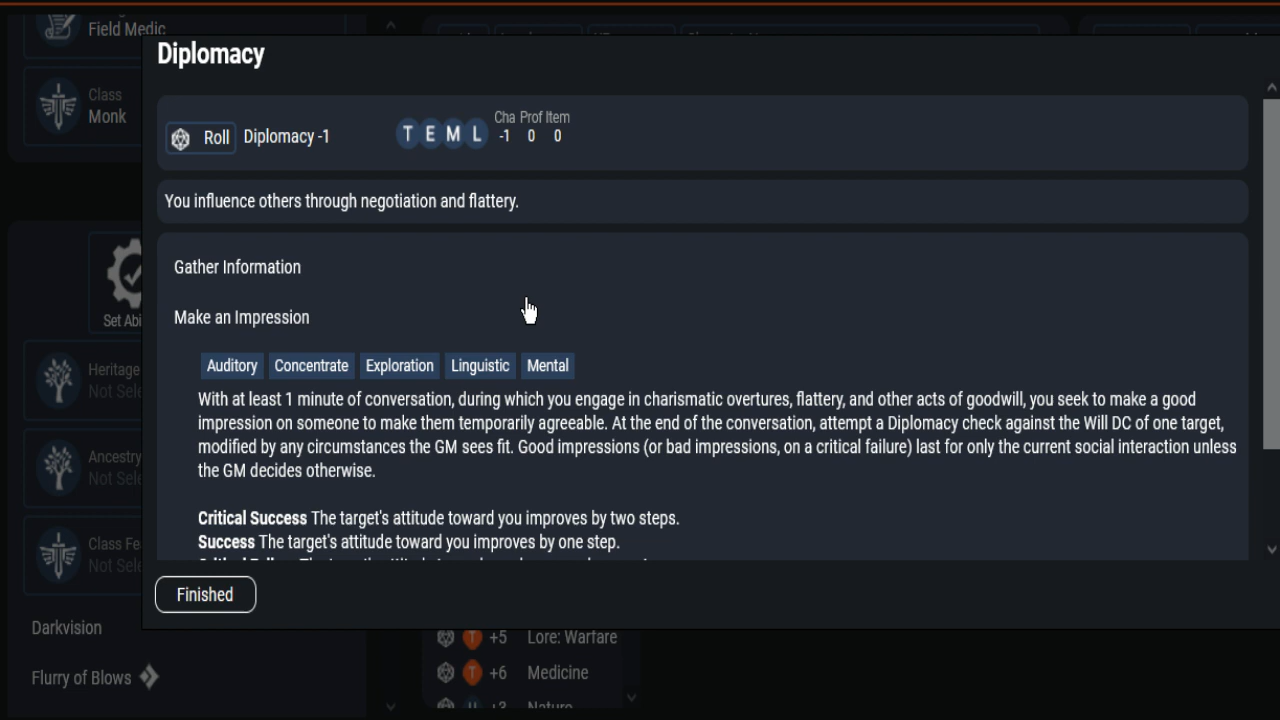 Field Medic
Diplomacy
Class
Monk
Roll
Diplomacy -1
T E M L
Cha Prof Item
-1 0 0
You influence others through negotiation and flattery.
Gather Information
Make an Impression
Set Abi
Auditory Concentrate Exploration Linguistic Mental
Heritage
Not Sele
With at least 1 minute of conversation, during which you engage in charismatic overtures, flattery, and other acts of goodwill, you seek to make a good
impression on someone to make them temporarily agreeable. At the end of the conversation, attempt a Diplomacy check against the Will DC of one target,
modified by any circumstances the GM sees fit. Good impressions (or bad impressions, on a critical failure) last for only the current social interaction unless
the GM decides otherwise.
Ancestry
Not Sele
Critical Success The target's attitude toward you improves by two steps.
Success The target's attitude toward you improves by one step.
Class Fe
Not Sele
Finished
Darkvision
Flurry of Blows
T +5 Lore: Warfare
T +6 Medicine
U +3 Nature